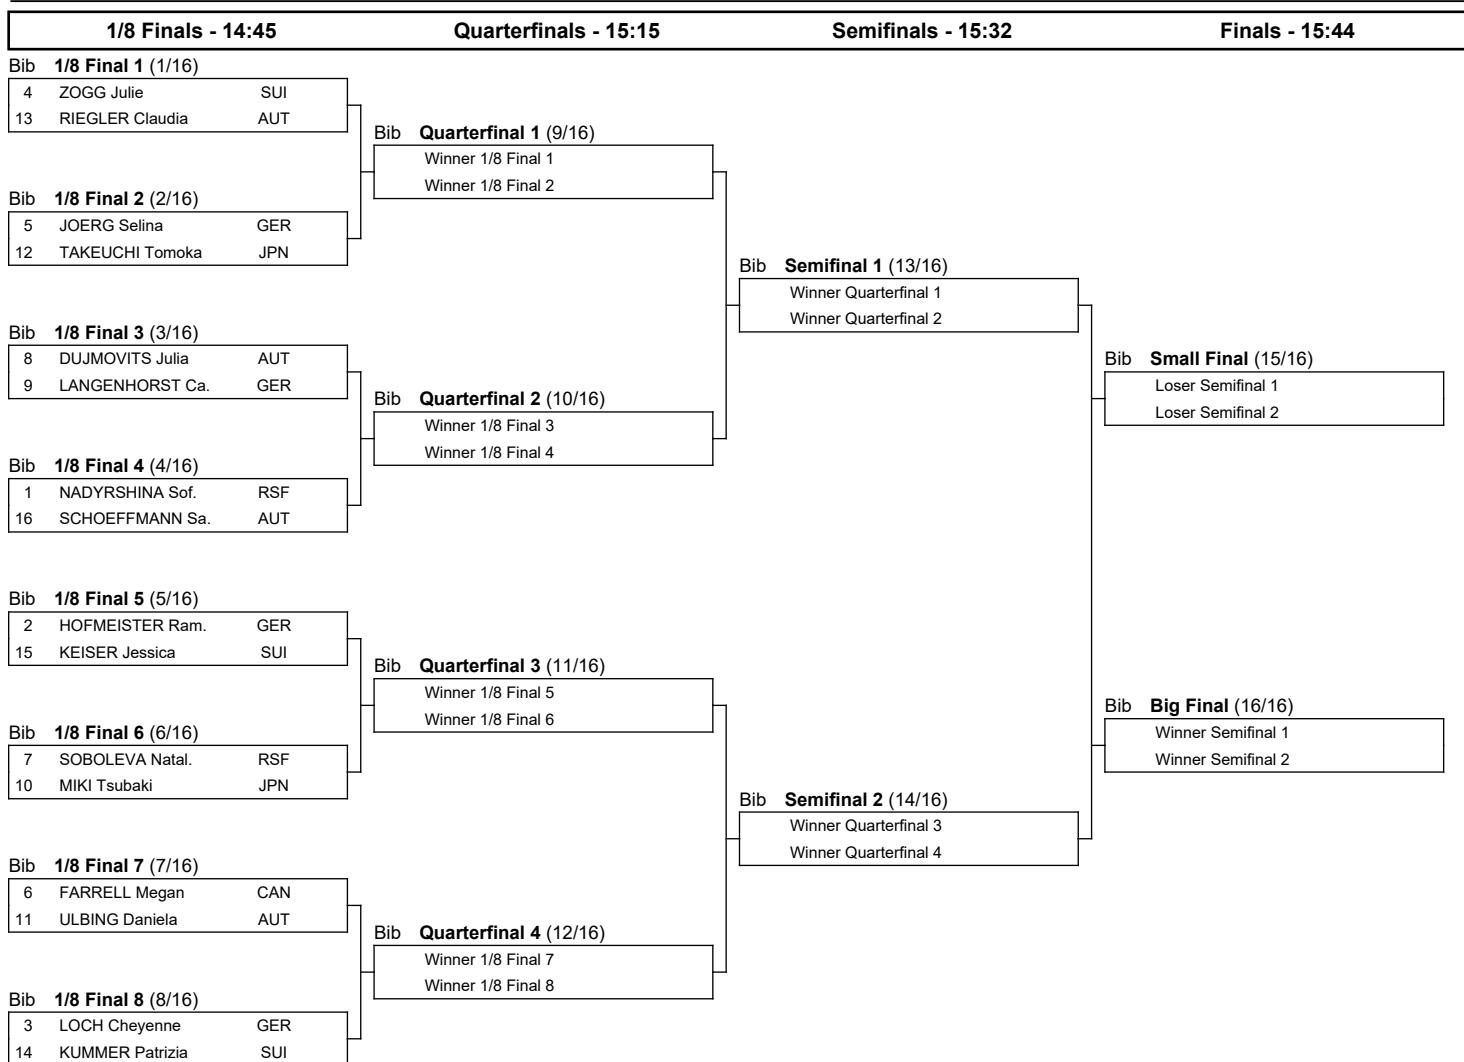 1/8 Finals - 14:45 Quarterfinals - 15:15 Semifinals - 15:32 Finals - 15:44
Bib 1/8 Final 1 (1/16)
4 ZOGG Julie SUI
13 RIEGLER Claudia AUT
Bib 1/8 Final 2 (2/16)
5 JOERG Selina GER
12 TAKEUCHI Tomoka JPN
Bib 1/8 Final 3 (3/16)
8 DUJMOVITS Julia AUT
9 LANGENHORST Ca. GER
Bib 1/8 Final 4 (4/16)
1 NADYRSHINA Sof. RSF
16 SCHOEFFMANN Sa. AUT
Bib 1/8 Final 5 (5/16)
2 HOFMEISTER Ram. GER
15 KEISER Jessica SUI
Bib 1/8 Final 6 (6/16)
7 SOBOLEVA Natal. RSF
10 MIKI Tsubaki JPN
Bib 1/8 Final 7 (7/16)
6 FARRELL Megan CAN
11 ULBING Daniela AUT
Bib 1/8 Final 8 (8/16)
3 LOCH Cheyenne GER
14 KUMMER Patrizia SUI
Bib Quarterfinal 1 (9/16)
Winner 1/8 Final 1
Winner 1/8 Final 2
Bib Quarterfinal 2 (10/16)
Winner 1/8 Final 3
Winner 1/8 Final 4
Bib Quarterfinal 3 (11/16)
Winner 1/8 Final 5
Winner 1/8 Final 6
Bib Quarterfinal 4 (12/16)
Winner 1/8 Final 7
Winner 1/8 Final 8
Bib Semifinal 1 (13/16)
Winner Quarterfinal 1
Winner Quarterfinal 2
Bib Semifinal 2 (14/16)
Winner Quarterfinal 3
Winner Quarterfinal 4
Bib Small Final (15/16)
Loser Semifinal 1
Loser Semifinal 2
Bib Big Final (16/16)
Winner Semifinal 1
Winner Semifinal 2